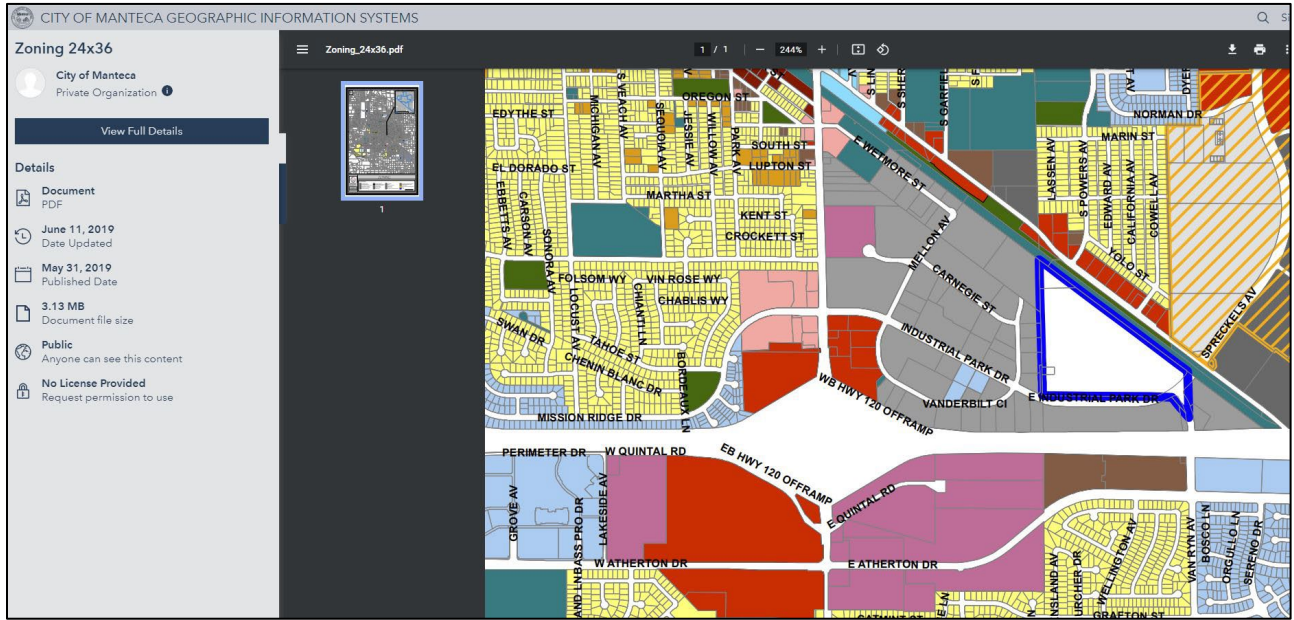 CITY OF MANTECA GEOGRAPHIC INFORMATION SYSTEMS
Zoning 24x36
City of Manteca
Private Organization
View Full Details
Details
Document
PDF
June 11, 2019
Date Updated
May 31, 2019
Published Date
3.13 MB
Document file size
Public
Anyone can see this content
No License Provided
Request permission to use
Zoning_24x36.pdf
1 / 1
244%
1
EDYTHE ST
EL DORADO ST
EBBETTS AV
CARSON AV
SONORA AV
MICHIGAN AV
S VEACH AV
SEQUOIA AV
JESSIE AV
WILLOW AV
PARK AV
OREGON ST
SOUTH ST
LUPTON ST
MARTHA ST
KENT ST
CROCKETT ST
FOLSOM WY
VIN ROSE WY
CHABLIS WY
CHIANTI LN
LOCUST AV
TAHOE ST
SWAN DR
CHENIN BLANC DR
BORDEAUX LN
MISSION RIDGE DR
E WETMORE ST
MELLON AV
CARNEGIE ST
INDUSTRIAL PARK DR
VANDERBILT CI
E INDUSTRIAL PARK DR
WB HWY 120 OFFRAMP
EB HWY 120 OFFRAMP
S GARFIELD
NORMAN DR
MARIN ST
LASSEN AV
S POWERS AV
EDWARD AV
CALIFORNIA AV
COWELL AV
YOLO ST
SPRECKELS AV
PERIMETER DR
W QUINTAL RD
E QUINTAL RD
GROVE AV
BASS PRO DR
LAKESIDE AV
W ATHERTON DR
E ATHERTON DR
WELLINGTON AV
VAN RYN AV
BOSCO LN
ORGULLO LN
SERENO DR
GRAFTON ST